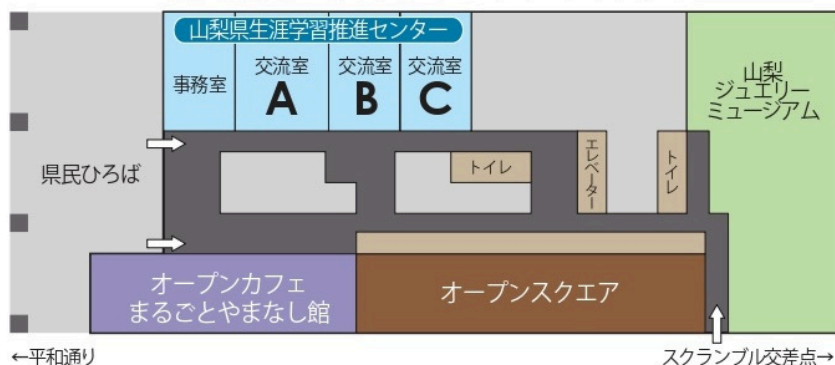 山梨県生涯学習推進センター
事務室
交流室
A
交流室
B
交流室
C
山梨
ジュエリー
ミュージアム
県民ひろば
トイレ
エレベーター
トイレ
オープンカフェ
まるごとやまなし館
オープンスクエア
←平和通り
スクランブル交差点→